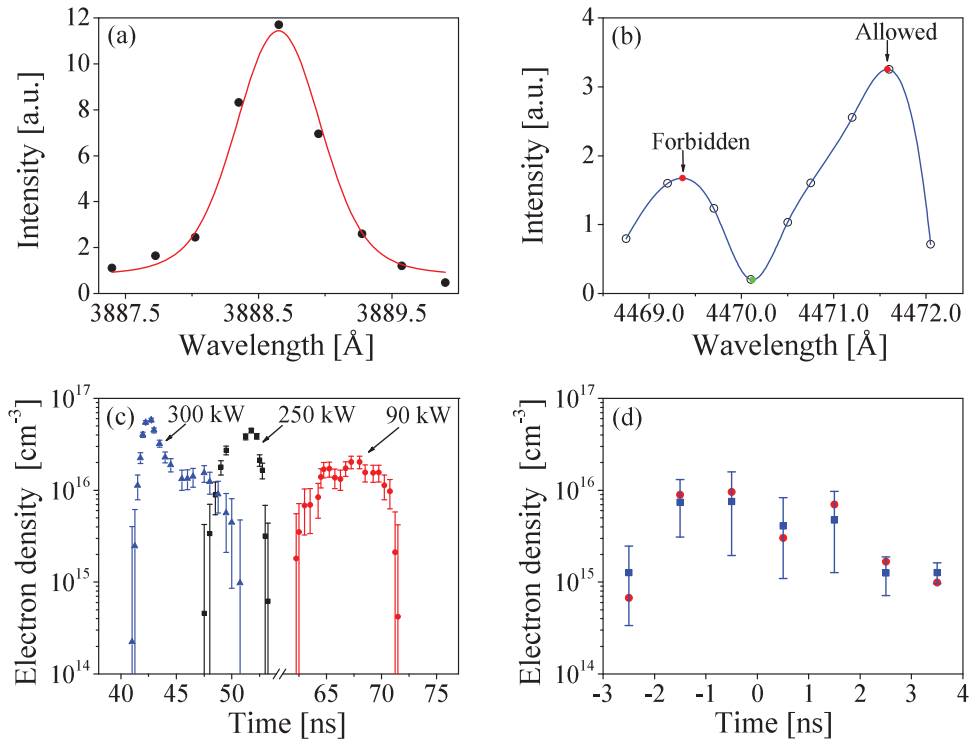 (a)
12
10
8
6
4
2
0
Intensity [a.u.]
3887.5 3888.5 3889.5
Wavelength [Å]
(b)
Allowed
Forbidden
4
3
2
1
0
Intensity [a.u.]
4469.0 4470.0 4471.0 4472.0
Wavelength [Å]
(c)
300 kW
250 kW
90 kW
10^17
10^16
10^15
10^14
Electron density [cm^-3]
40 45 50 65 70 75
Time [ns]
(d)
10^17
10^16
10^15
10^14
Electron density [cm^-3]
-3 -2 -1 0 1 2 3 4
Time [ns]